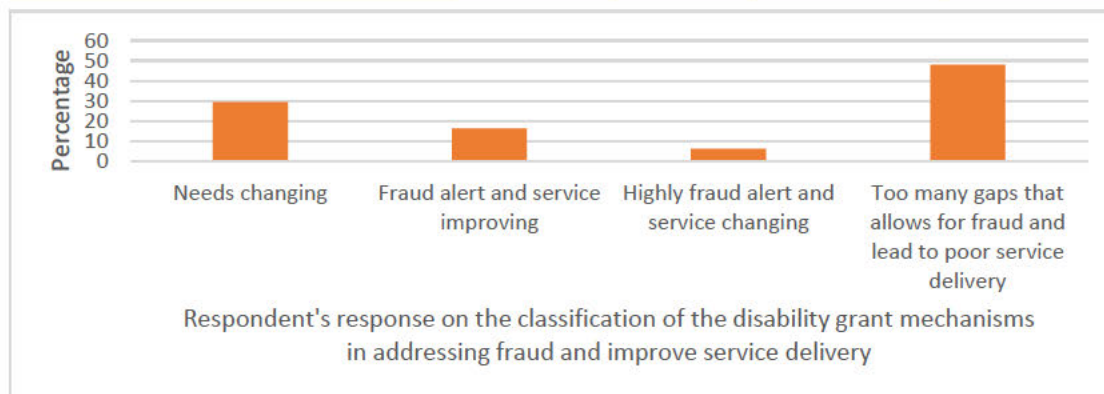 Percentage
60
50
40
30
20
10
0
Needs changing
Fraud alert and service
improving
Highly fraud alert and
service changing
Too many gaps that
allows for fraud and
lead to poor service
delivery
Respondent's response on the classification of the disability grant mechanisms
in addressing fraud and improve service delivery